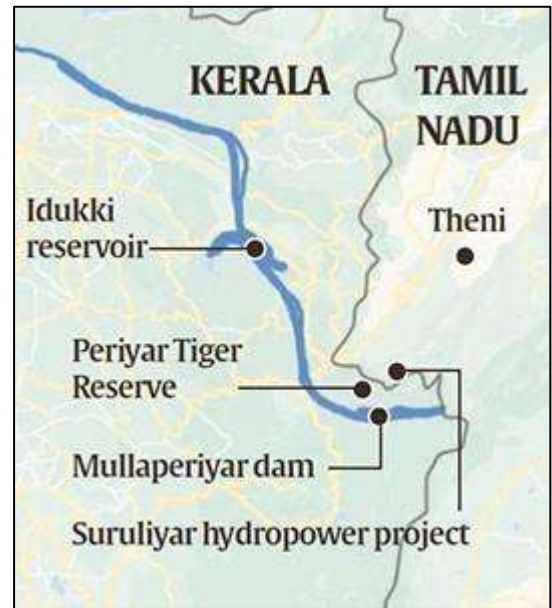 KERALA
TAMIL
NADU
Idukki
reservoir
Theni
Periyar Tiger
Reserve
Mullaperiyar dam
Suruliyar hydropower project